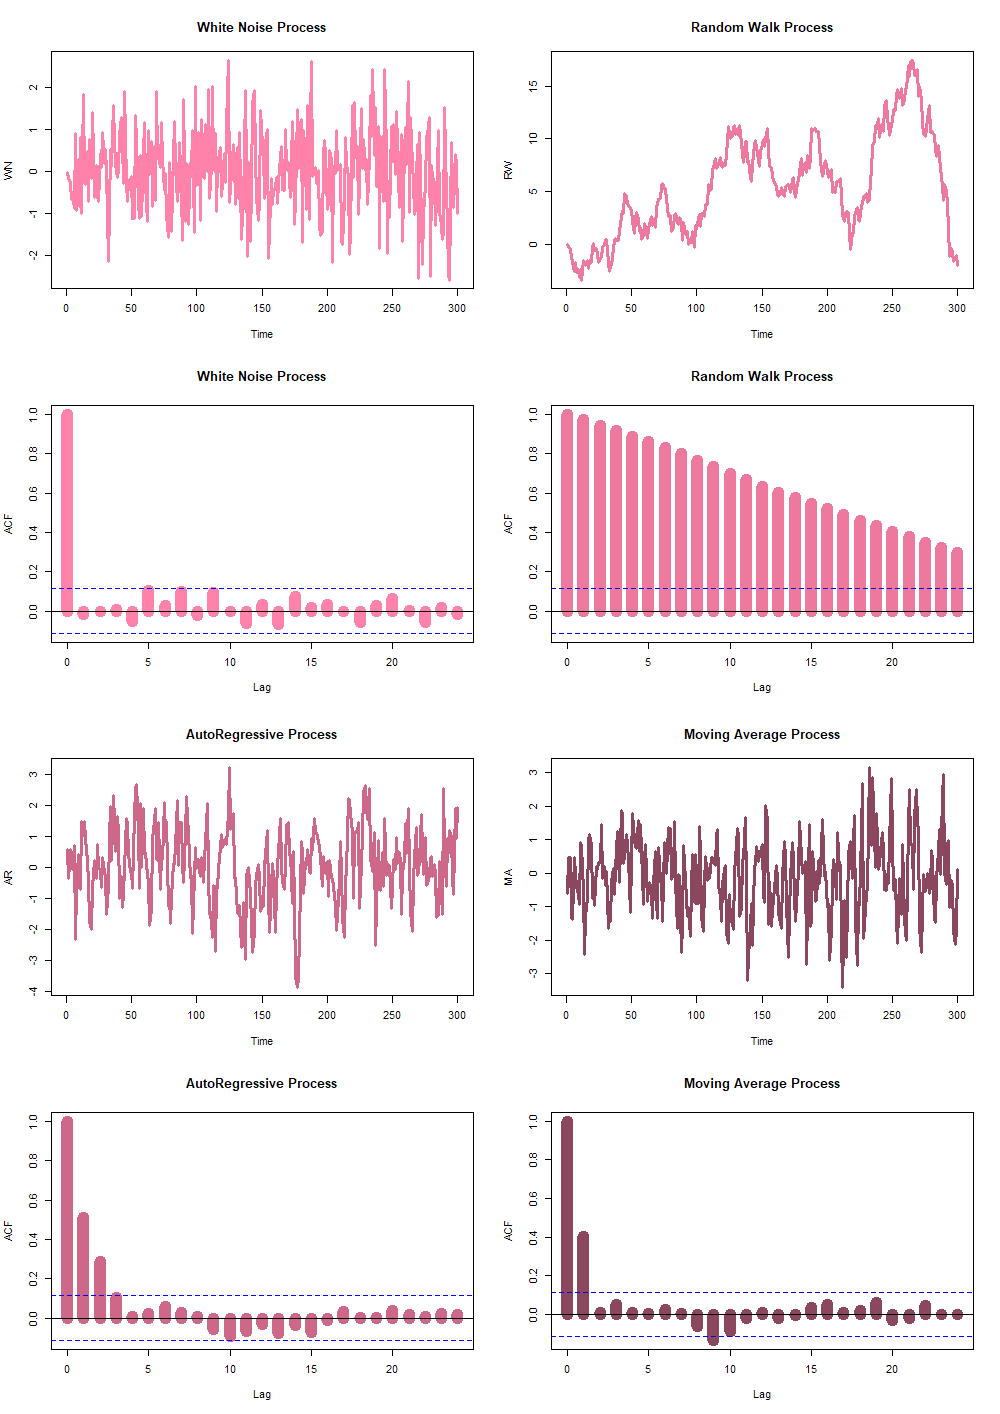 White Noise Process
Random Walk Process
WN
-2 -1 0 1 2
0 50 100 150 200 250 300
Time
RW
0 5 10 15
0 50 100 150 200 250 300
Time
White Noise Process
Random Walk Process
ACF
0.0 0.2 0.4 0.6 0.8 1.0
0 5 10 15 20
Lag
ACF
0.0 0.2 0.4 0.6 0.8 1.0
0 5 10 15 20
Lag
AutoRegressive Process
Moving Average Process
AR
-4 -3 -2 -1 0 1 2 3
0 50 100 150 200 250 300
Time
MA
-3 -2 -1 0 1 2 3
0 50 100 150 200 250 300
Time
AutoRegressive Process
Moving Average Process
ACF
0.0 0.2 0.4 0.6 0.8 1.0
0 5 10 15 20
Lag
ACF
0.0 0.2 0.4 0.6 0.8 1.0
0 5 10 15 20
Lag